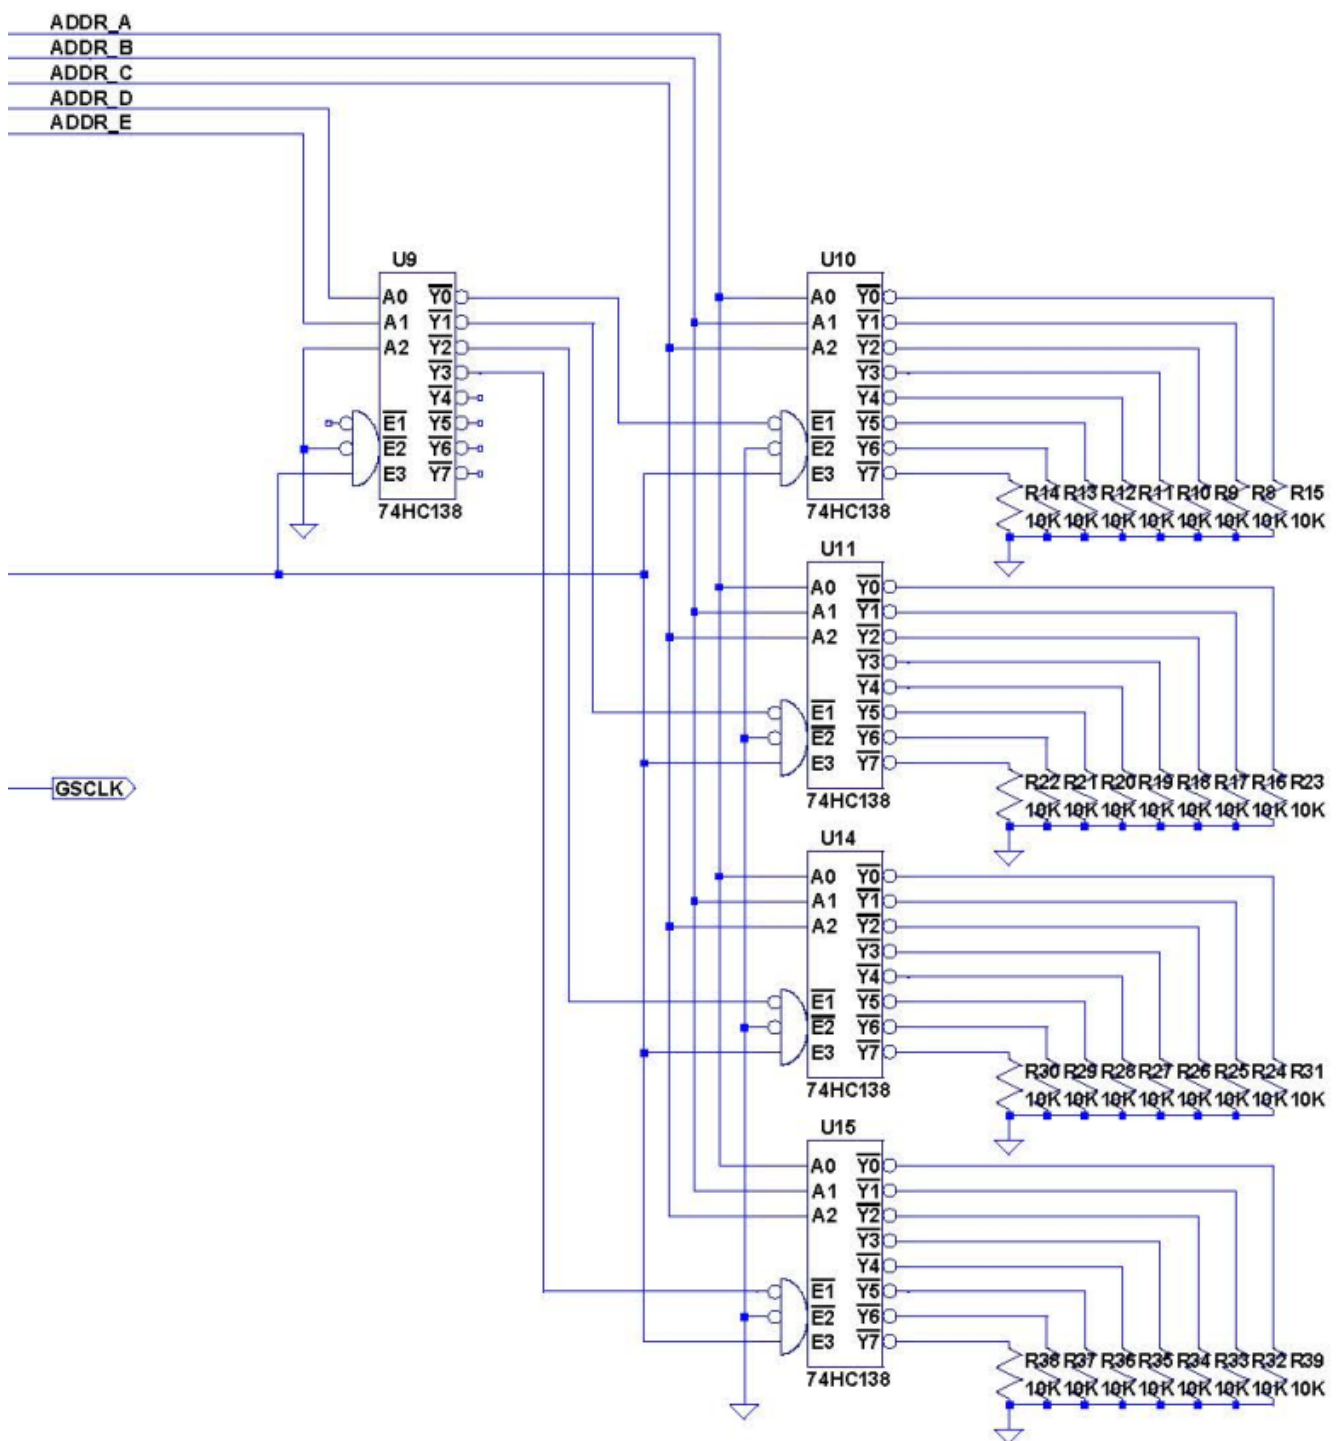 ADDR_A
ADDR_B
ADDR_C
ADDR_D
ADDR_E
U9
A0 Y0
A1 Y1
A2 Y2
Y3
Y4
E1 Y5
E2 Y6
E3 Y7
74HC138
GSCLK
U10
A0 Y0
A1 Y1
A2 Y2
Y3
Y4
E1 Y5
E2 Y6
E3 Y7
74HC138
R14 R13 R12 R11 R10 R9 R8 R15
10K 10K 10K 10K 10K 10K 10K 10K
U11
A0 Y0
A1 Y1
A2 Y2
Y3
Y4
E1 Y5
E2 Y6
E3 Y7
74HC138
R22 R21 R20 R19 R18 R17 R16 R23
10K 10K 10K 10K 10K 10K 10K 10K
U14
A0 Y0
A1 Y1
A2 Y2
Y3
Y4
E1 Y5
E2 Y6
E3 Y7
74HC138
R30 R29 R28 R27 R26 R25 R24 R31
10K 10K 10K 10K 10K 10K 10K 10K
U15
A0 Y0
A1 Y1
A2 Y2
Y3
Y4
E1 Y5
E2 Y6
E3 Y7
74HC138
R38 R37 R36 R35 R34 R33 R32 R39
10K 10K 10K 10K 10K 10K 10K 10K